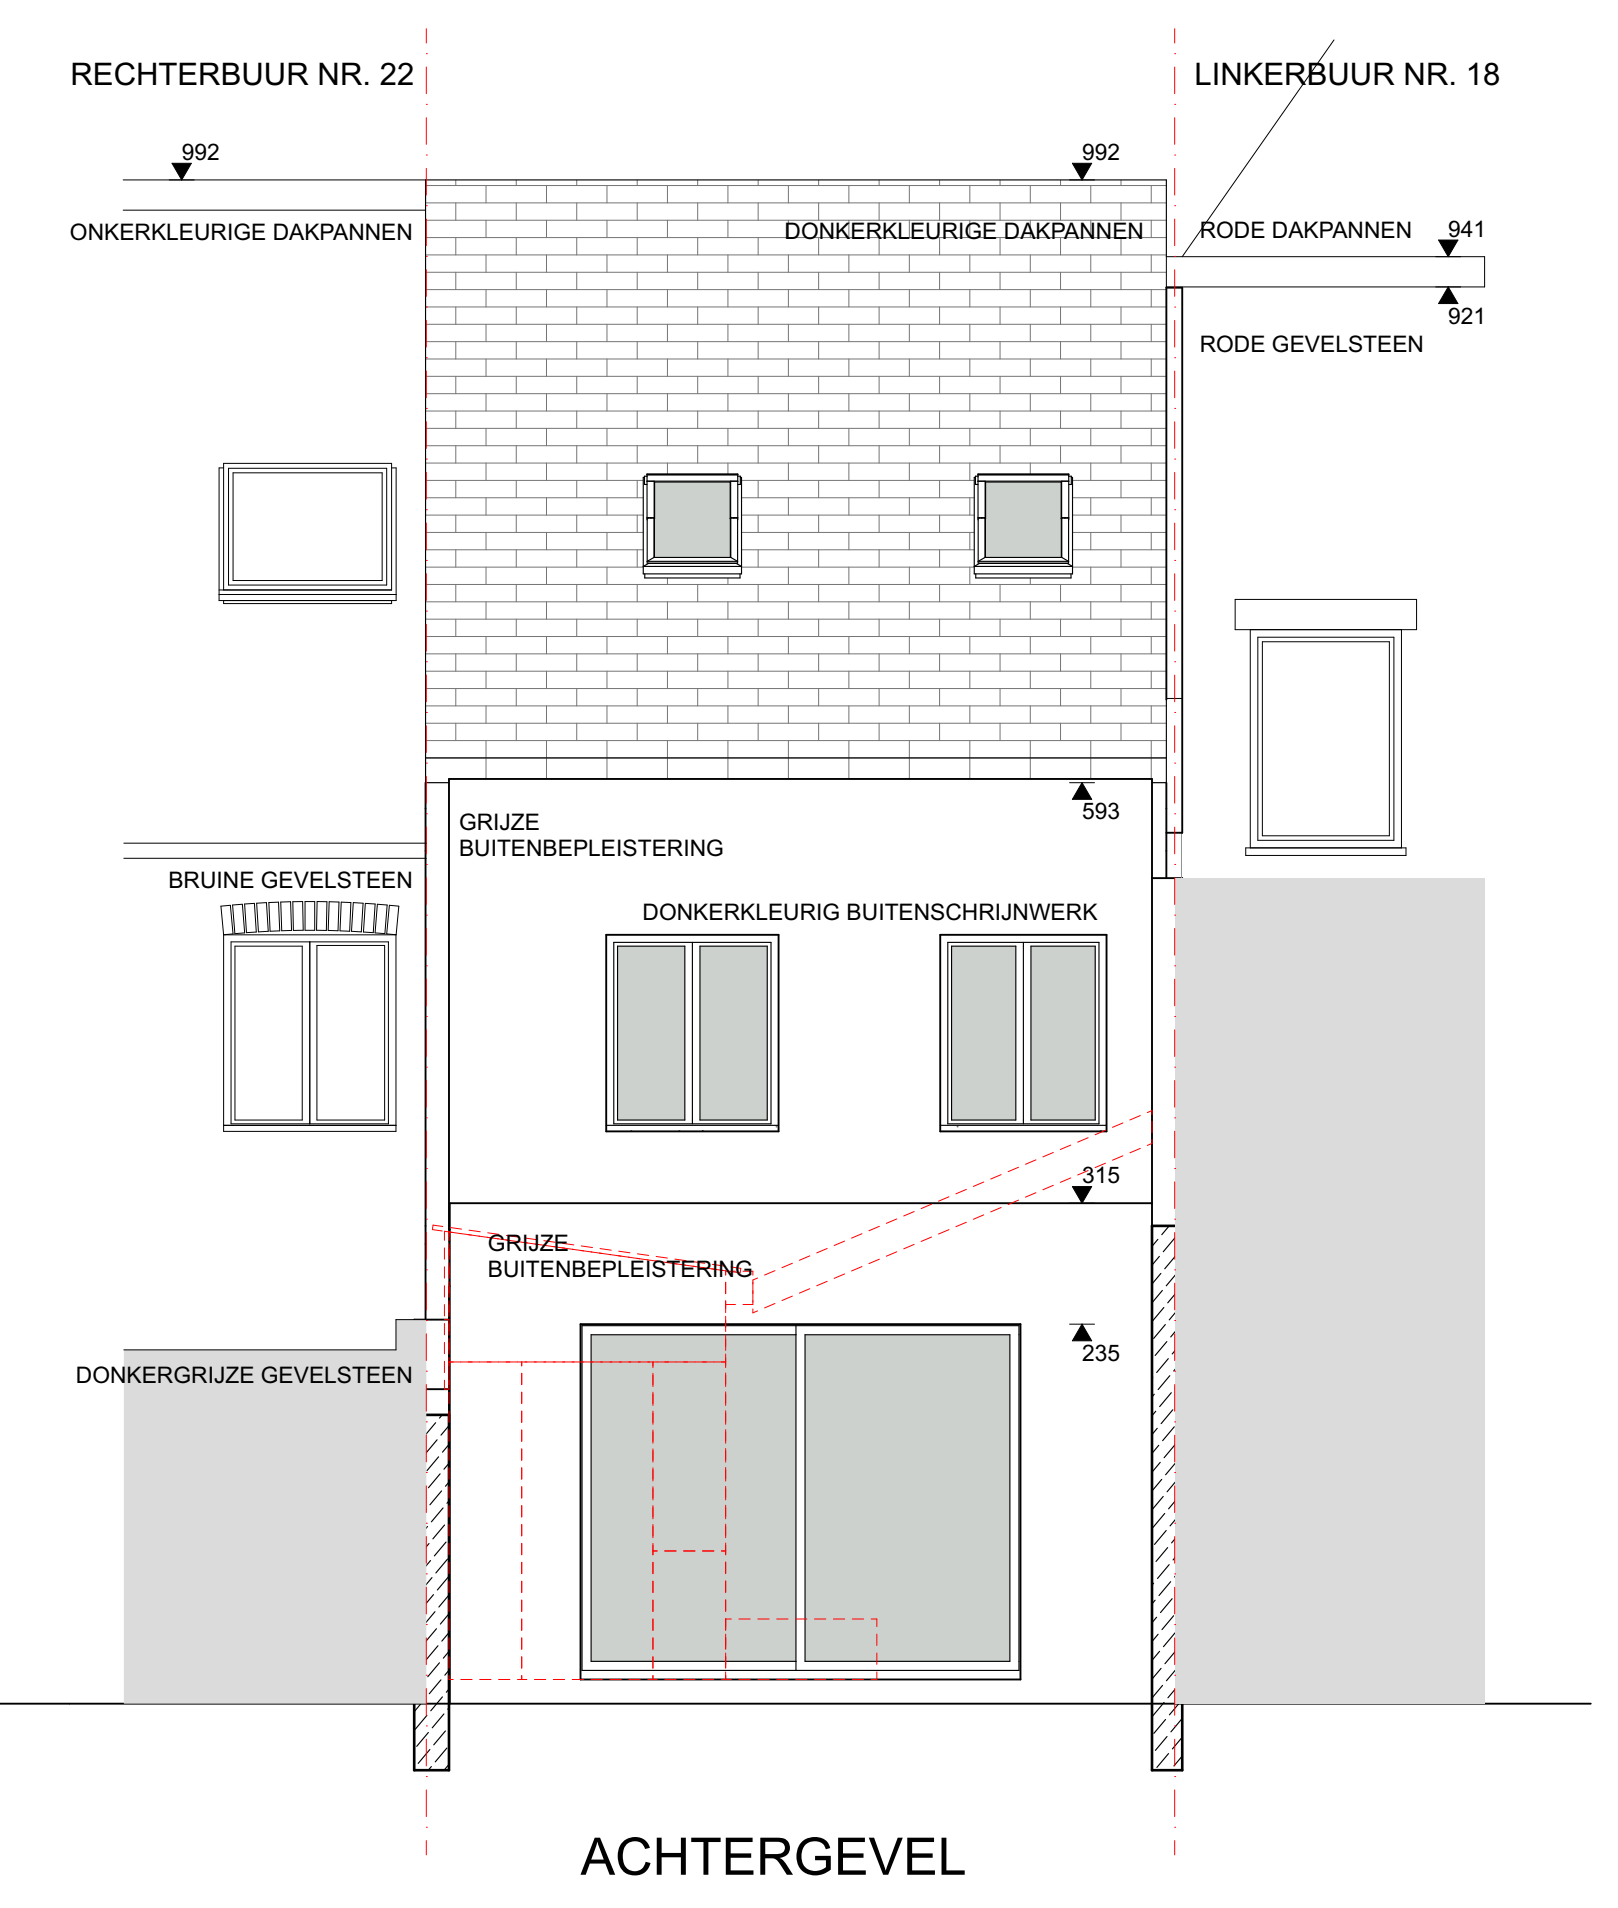 RECHTERBUUR NR. 22
LINKERBUUR NR. 18
992
992
ONKERKLEURIGE DAKPANNEN
DONKERKLEURIGE DAKPANNEN
RODE DAKPANNEN
941
921
RODE GEVELSTEEN
593
GRIJZE
BUITENBEPLEISTERING
BRUINE GEVELSTEEN
DONKERKLEURIG BUITENSCHRIJNWERK
315
GRIJZE
BUITENBEPLEISTERING
235
DONKERGRIJZE GEVELSTEEN
ACHTERGEVEL